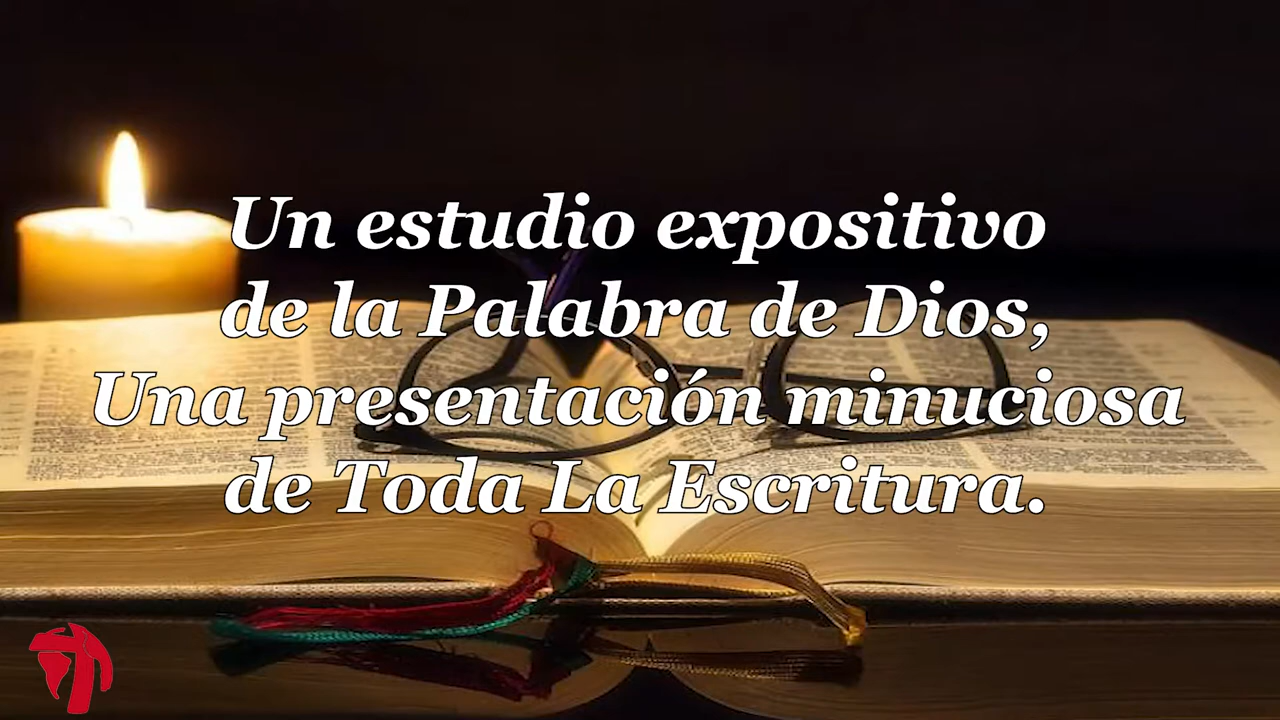 Un estudio expositivo
de la Palabra de Dios,
Una presentación minuciosa
de Toda La Escritura.